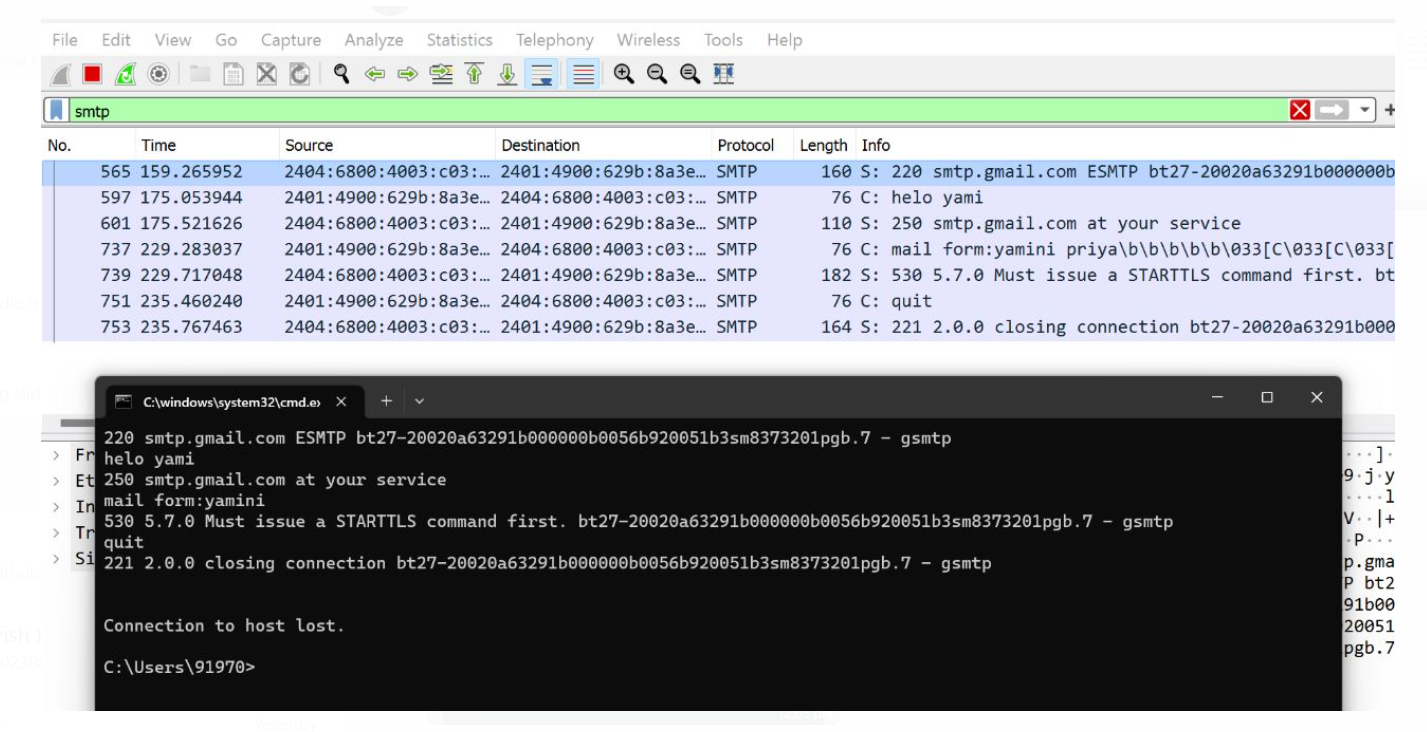 File Edit View Go Capture Analyze Statistics Telephony Wireless Tools Help
smtp
No. Time Source Destination Protocol Length Info
565 159.265952 2404:6800:4003:c03:… 2401:4900:629b:8a3e… SMTP 160 S: 220 smtp.gmail.com ESMTP bt27-20020a63291b000000b
597 175.053944 2401:4900:629b:8a3e… 2404:6800:4003:c03:… SMTP 76 C: helo yami
601 175.521626 2404:6800:4003:c03:… 2401:4900:629b:8a3e… SMTP 110 S: 250 smtp.gmail.com at your service
737 229.283037 2401:4900:629b:8a3e… 2404:6800:4003:c03:… SMTP 76 C: mail form:yamini priya\b\b\b\b\b\033[C\033[C\033[
739 229.717048 2404:6800:4003:c03:… 2401:4900:629b:8a3e… SMTP 182 S: 530 5.7.0 Must issue a STARTTLS command first. bt
751 235.460240 2401:4900:629b:8a3e… 2404:6800:4003:c03:… SMTP 76 C: quit
753 235.767463 2404:6800:4003:c03:… 2401:4900:629b:8a3e… SMTP 164 S: 221 2.0.0 closing connection bt27-20020a63291b000
C:\windows\system32\cmd.e
220 smtp.gmail.com ESMTP bt27-20020a63291b000000b0056b920051b3sm8373201pgb.7 - gsmtp
Fr helo yami ···]·
Et 250 smtp.gmail.com at your service 9·j·y
In mail form:yamini ····l
Tr 530 5.7.0 Must issue a STARTTLS command first. bt27-20020a63291b000000b0056b920051b3sm8373201pgb.7 - gsmtp V··|+
quit ·P···
Si 221 2.0.0 closing connection bt27-20020a63291b000000b0056b920051b3sm8373201pgb.7 - gsmtp p.gma
P bt2
91b00
Connection to host lost. 20051
pgb.7
C:\Users\91970>